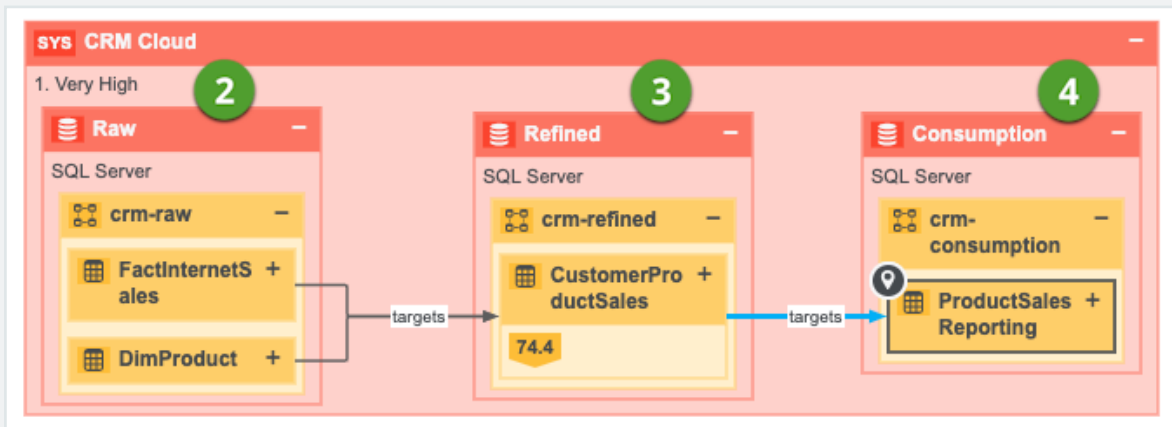 SYS CRM Cloud
1. Very High
2
3
4
Raw
Refined
Consumption
SQL Server
SQL Server
SQL Server
crm-raw
crm-refined
crm-
consumption
FactInternetS
ales
CustomerPro
ductSales
ProductSales
Reporting
targets
targets
DimProduct
74.4